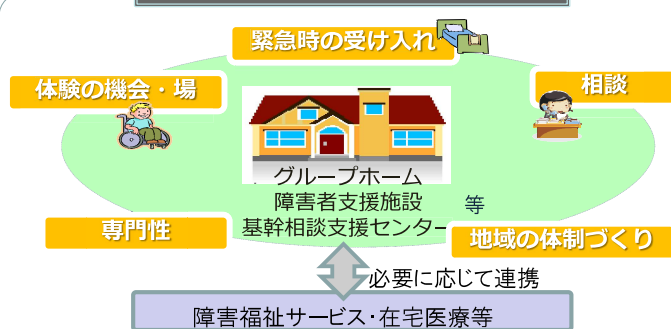 緊急時の受け入れ
体験の機会・場
相談
グループホーム
障害者支援施設 等
基幹相談支援センター
専門性
地域の体制づくり
必要に応じて連携
障害福祉サービス・在宅医療等